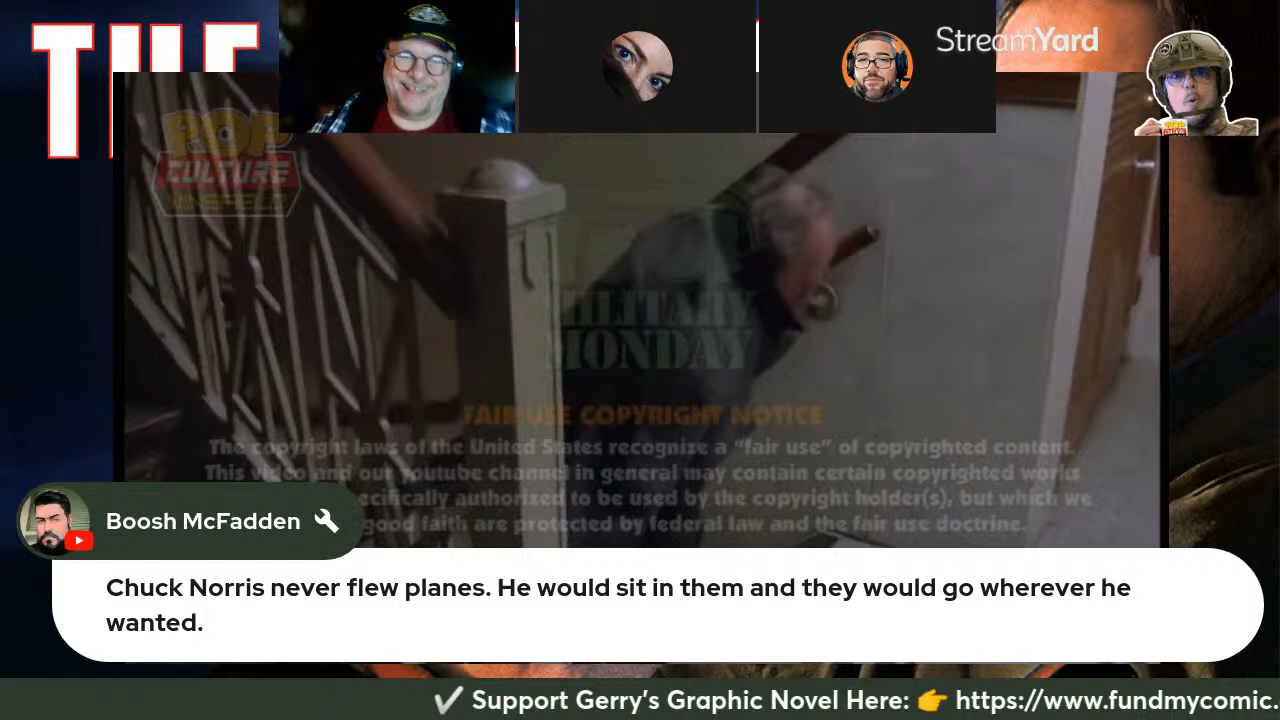 THE
StreamYard
POP
CULTURE
MINEFIELD
MILITARY
MONDAY
FAIR USE COPYRIGHT NOTICE
The copyright laws of the United States recognize a “fair use” of copyrighted content.
This video and our youtube channel in general may contain certain copyrighted works
ecifically authorized to be used by the copyright holder(s), but which we
good faith are protected by federal law and the fair use doctrine.
Boosh McFadden
Chuck Norris never flew planes. He would sit in them and they would go wherever he
wanted.
✔ Support Gerry’s Graphic Novel Here: 👉 https://www.fundmycomic.